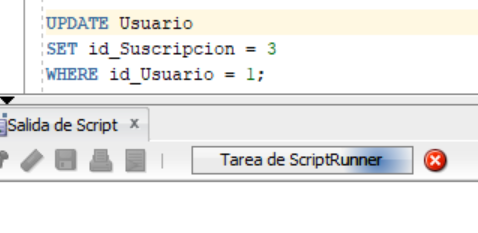 UPDATE Usuario
SET id_Suscripcion = 3
WHERE id_Usuario = 1;
Salida de Script x
Tarea de ScriptRunner